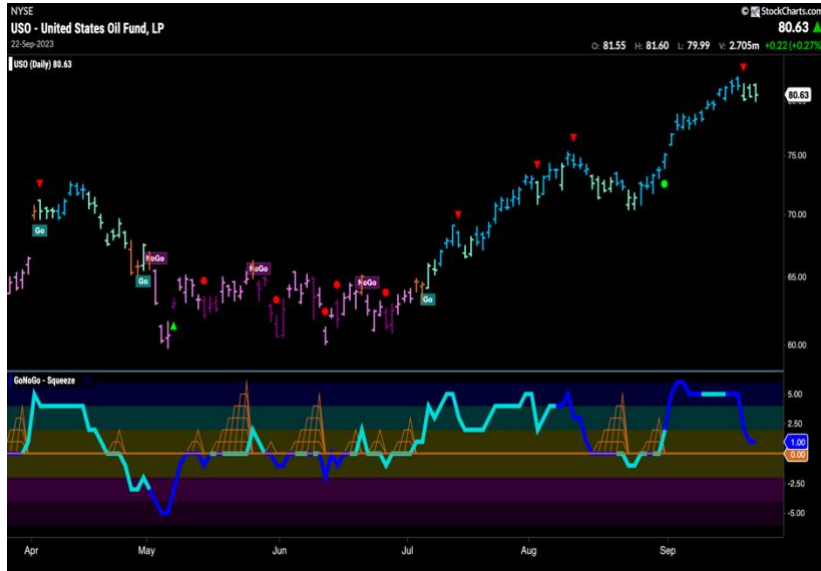 NYSE © StockCharts.com
USO - United States Oil Fund, LP 80.63
22-Sep-2023 O: 81.55 H: 81.60 L: 79.99 V: 2.705m +0.22 (+0.27%
USO (Daily) 80.63
80.63
75.00
70.00
Go
NoGo
NoGo
NoGo
65.00
Go
Go
60.00
GoNoGo - Squeeze
5.00
2.50
1.00
0.00
-2.50
-5.00
Apr May Jun Jul Aug Sep